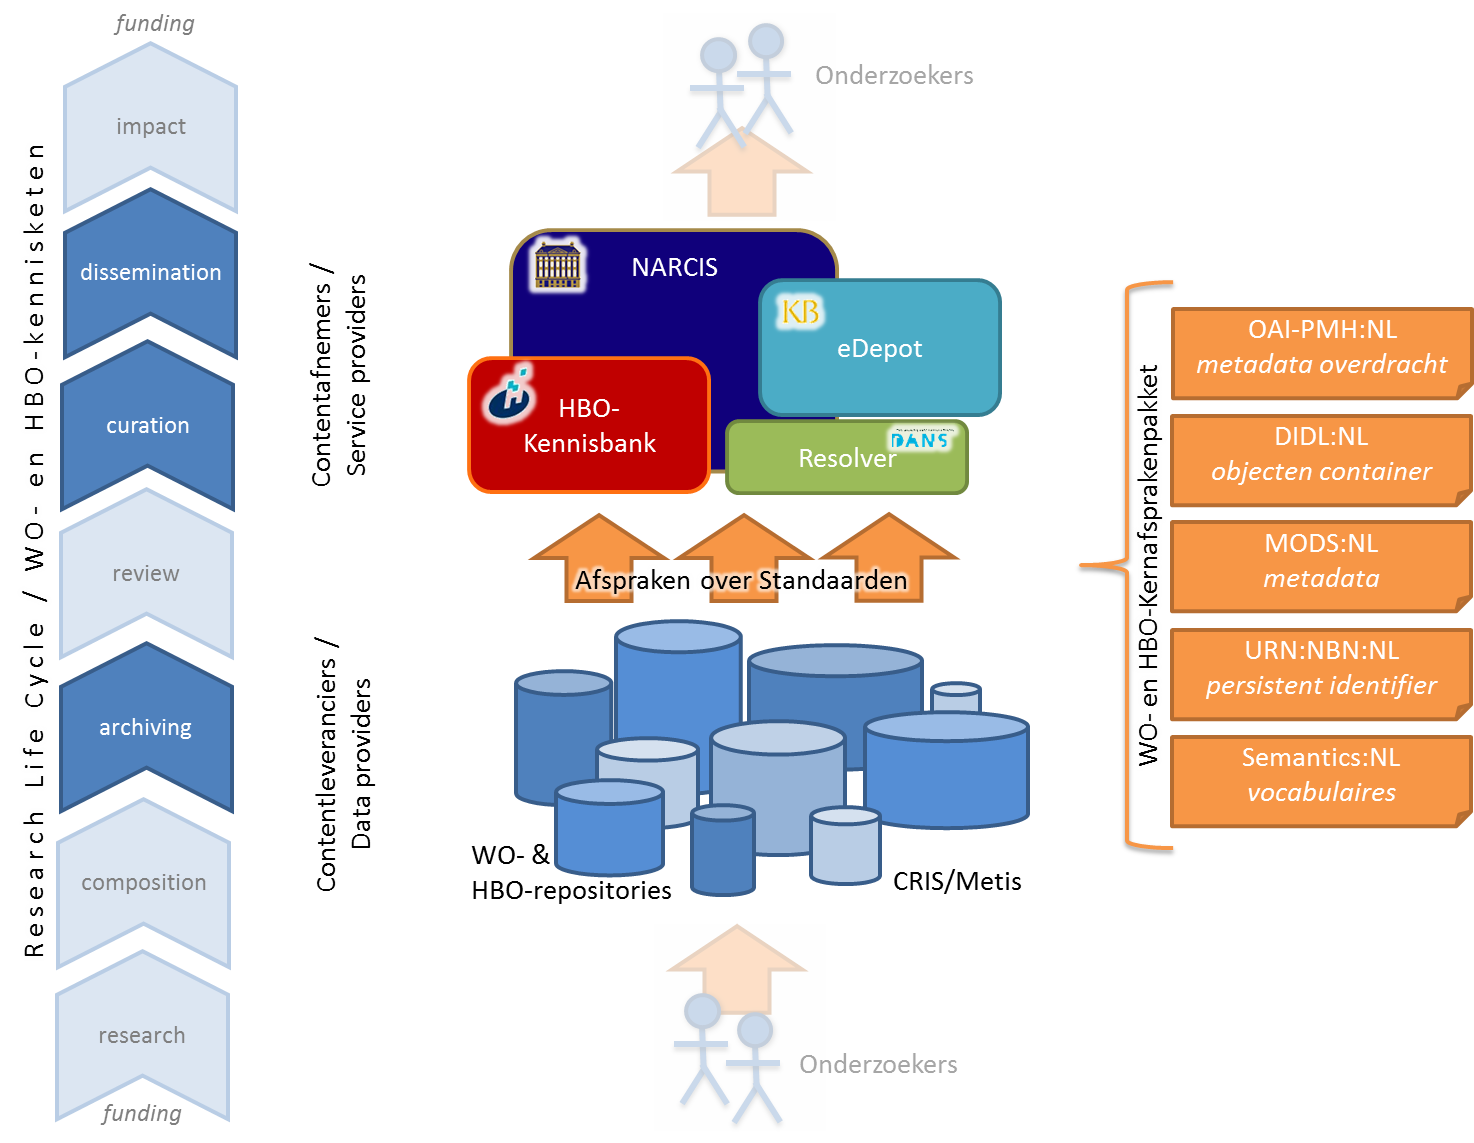 funding
impact
dissemination
curation
review
archiving
composition
research
funding
Research Life Cycle / WO- en HBO-kennisketen
Contentafnemers /
Service providers
Contentleveranciers /
Data providers
Onderzoekers
NARCIS
KB
eDepot
HBO-
Kennisbank
DANS
Resolver
Afspraken over Standaarden
WO- &
HBO-repositories
CRIS/Metis
Onderzoekers
WO- en HBO-Kernafsprakenpakket
OAI-PMH:NL
metadata overdracht
DIDL:NL
objecten container
MODS:NL
metadata
URN:NBN:NL
persistent identifier
Semantics:NL
vocabulaires